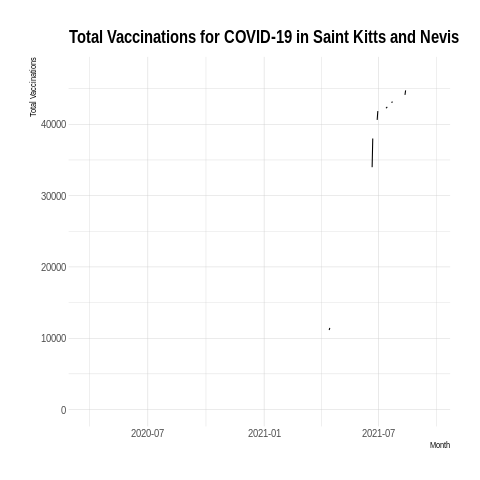 Total Vaccinations for COVID-19 in Saint Kitts and Nevis
Total Vaccinations
40000
30000
20000
10000
0
2020-07 2021-01 2021-07
Month